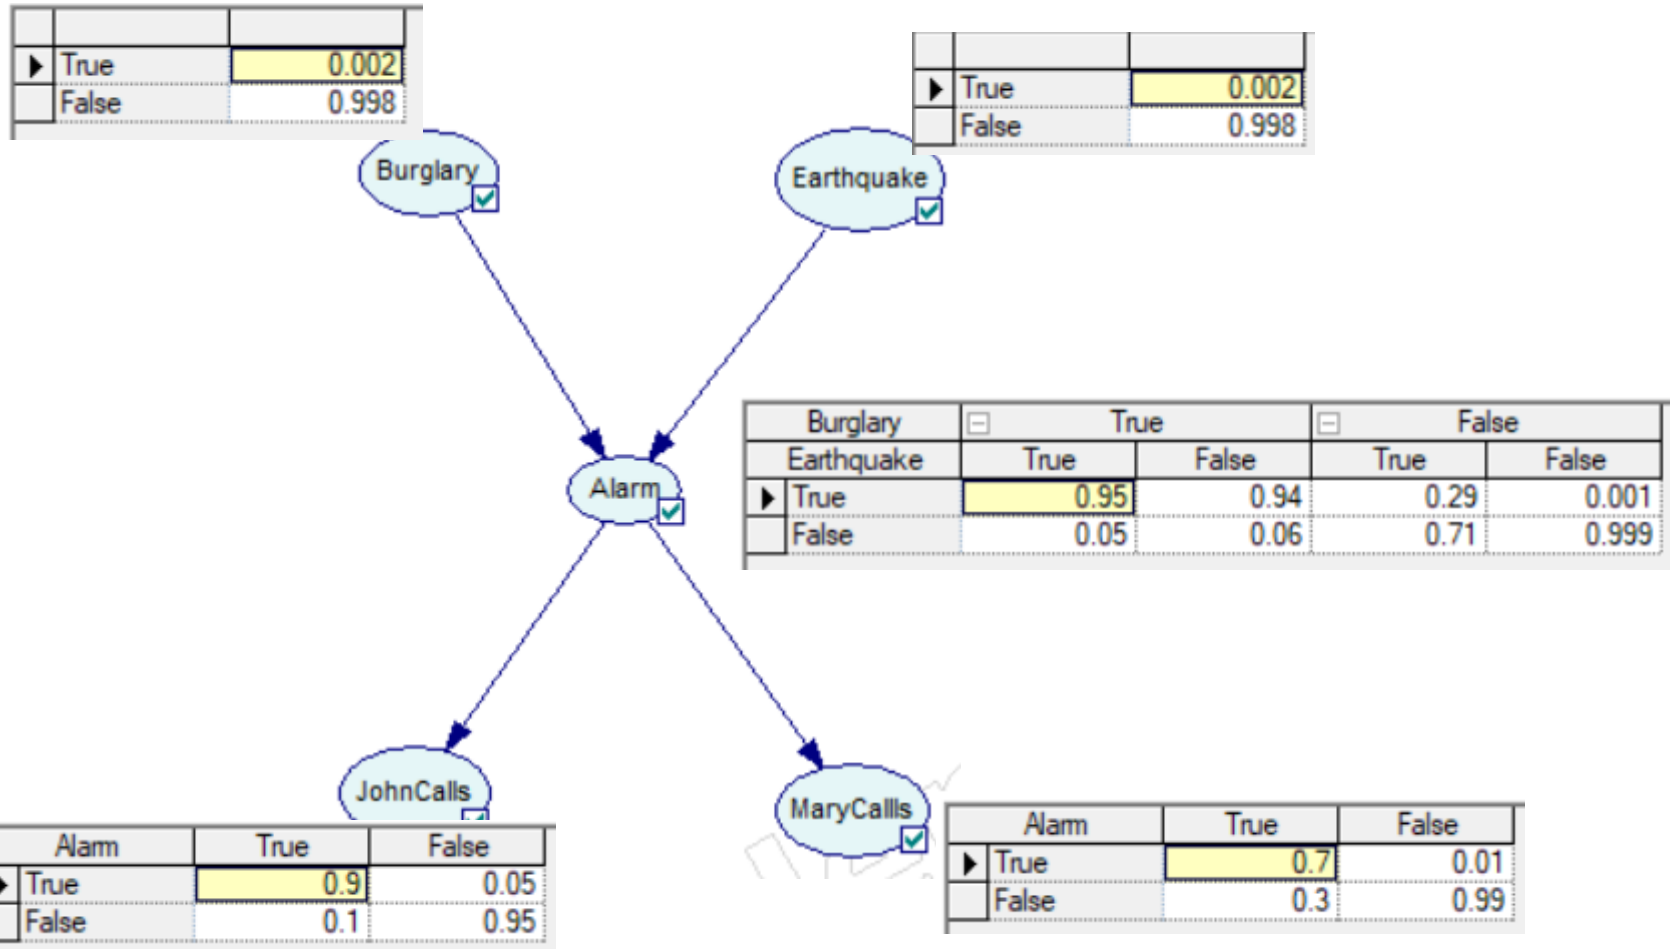 True 0.002
False 0.998
True 0.002
False 0.998
Burglary
Earthquake
Burglary True False
Earthquake True False True False
True 0.95 0.94 0.29 0.001
False 0.05 0.06 0.71 0.999
Alarm
JohnCalls
MaryCallls
Alarm True False
True 0.9 0.05
False 0.1 0.95
Alarm True False
True 0.7 0.01
False 0.3 0.99